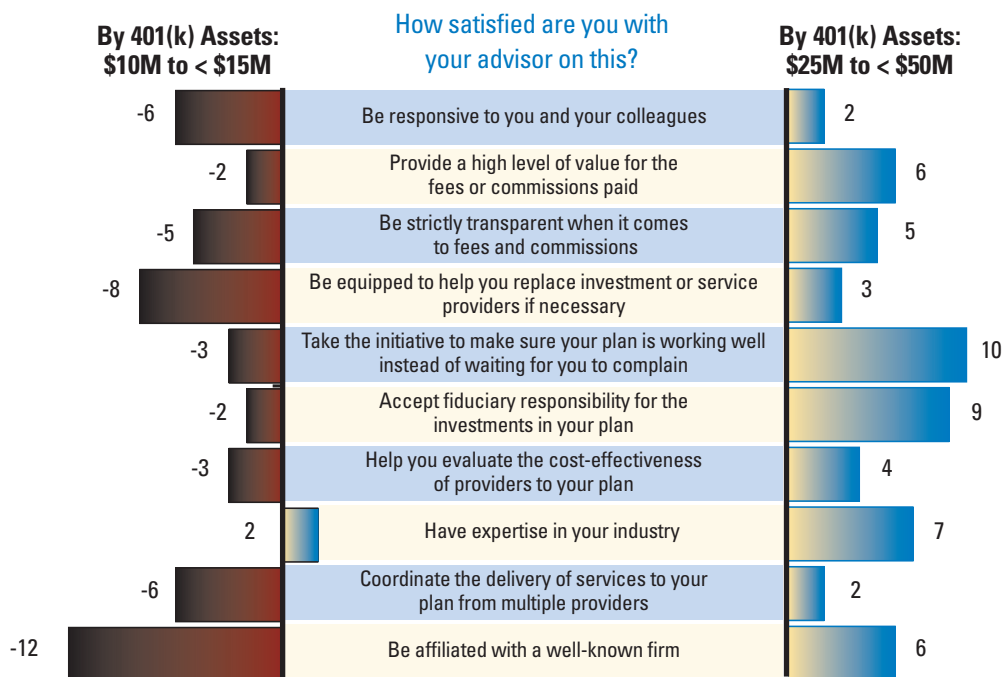 By 401(k) Assets:
$10M to < $15M
How satisfied are you with
your advisor on this?
By 401(k) Assets:
$25M to < $50M
-6
Be responsive to you and your colleagues
2
-2
Provide a high level of value for the
fees or commissions paid
6
-5
Be strictly transparent when it comes
to fees and commissions
5
-8
Be equipped to help you replace investment or service
providers if necessary
3
-3
Take the initiative to make sure your plan is working well
instead of waiting for you to complain
10
-2
Accept fiduciary responsibility for the
investments in your plan
9
-3
Help you evaluate the cost-effectiveness
of providers to your plan
4
2
Have expertise in your industry
7
-6
Coordinate the delivery of services to your
plan from multiple providers
2
-12
Be affiliated with a well-known firm
6